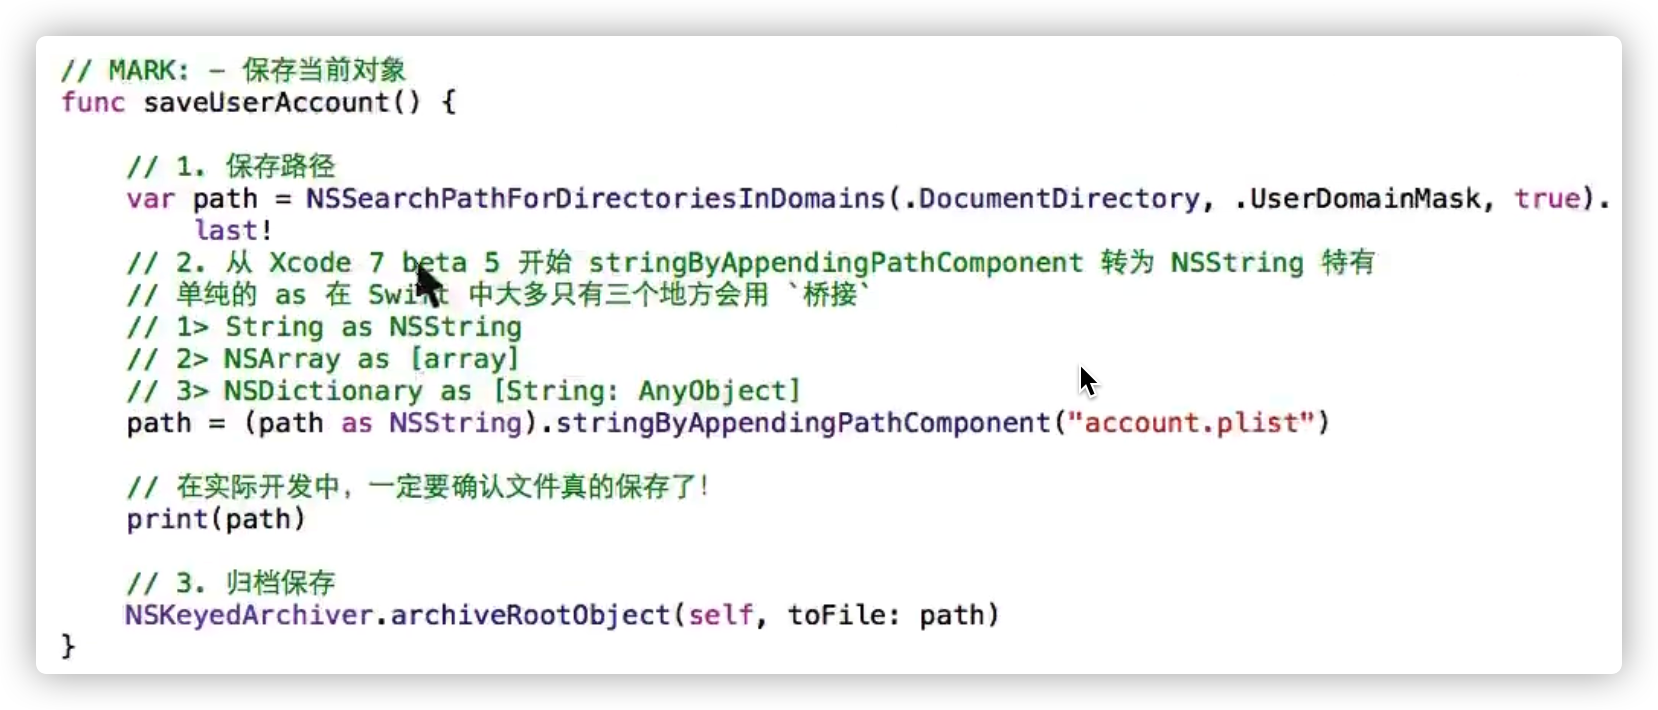 // MARK: - 保存当前对象
func saveUserAccount() {
// 1. 保存路径
var path = NSSearchPathForDirectoriesInDomains(.DocumentDirectory, .UserDomainMask, true).
last!
// 2. 从 Xcode 7 beta 5 开始 stringByAppendingPathComponent 转为 NSString 特有
// 单纯的 as 在 Swift 中大多只有三个地方会用 `桥接`
// 1> String as NSString
// 2> NSArray as [array]
// 3> NSDictionary as [String: AnyObject]
path = (path as NSString).stringByAppendingPathComponent("account.plist")
// 在实际开发中，一定要确认文件真的保存了！
print(path)
// 3. 归档保存
NSKeyedArchiver.archiveRootObject(self, toFile: path)
}